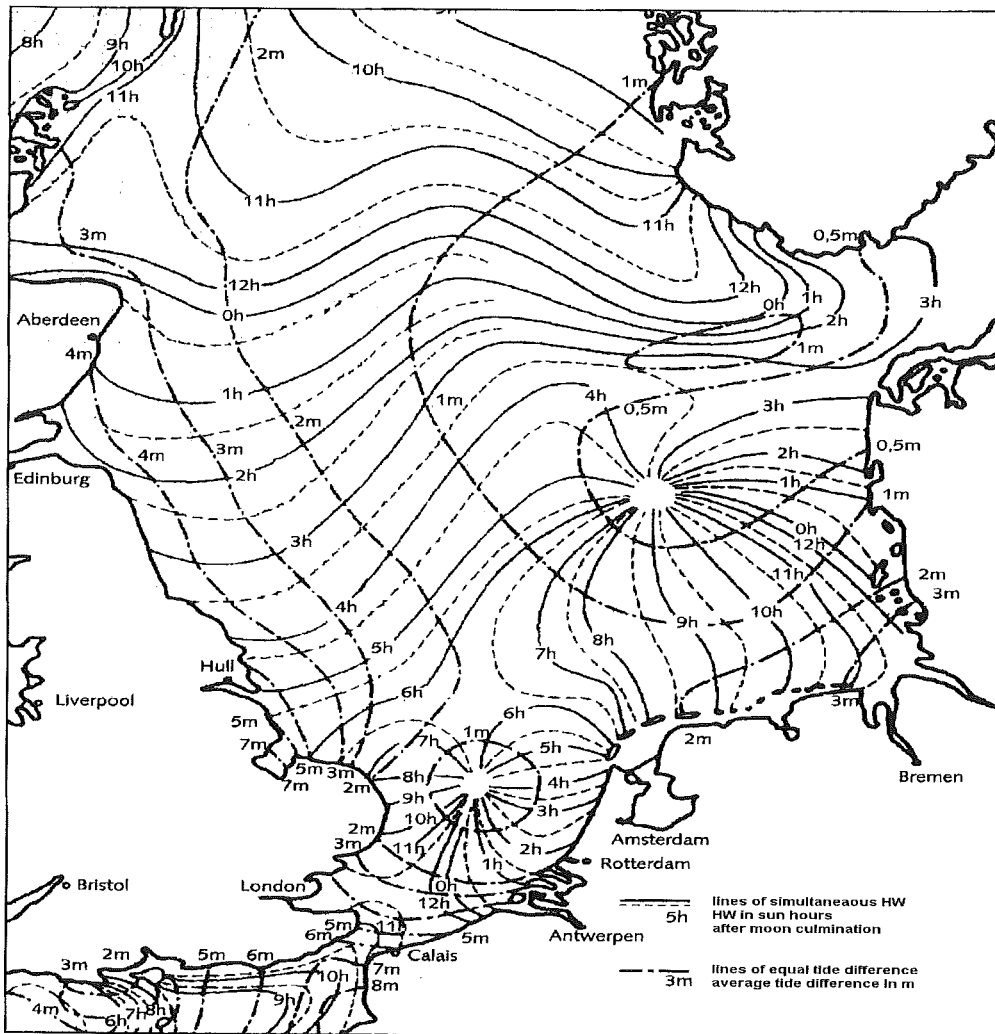 8h
9h
10h
11h
2m
10h
1m
11h
11h
3m
0,5m
12h
12h
0h
0h
1h
2h
3h
1m
Aberdeen
4m
1h
1m
4h
0,5m
3h
2m
3m
4m
2h
2h
0,5m
1h
1m
Edinburg
3h
0h
12h
11h
2m
3m
4h
10h
9h
5h
8h
7h
Hull
Liverpool
6h
6h
5m
7m
7h
1m
5h
2m
3m
5m
3m
2m
7m
8h
4h
Bremen
9h
3h
10h
2m
3m
11h
2h
1h
Amsterdam
Rotterdam
Bristol
London
0h
12h
5m
11h
6m
5m
Calais
Antwerpen
lines of simultaneaous HW
5h
HW in sun hours
after moon culmination
2m
5m
6m
3m
10h
7m
8m
9h
4m
6h
7h
8h
lines of equal tide difference
3m
average tide difference in m